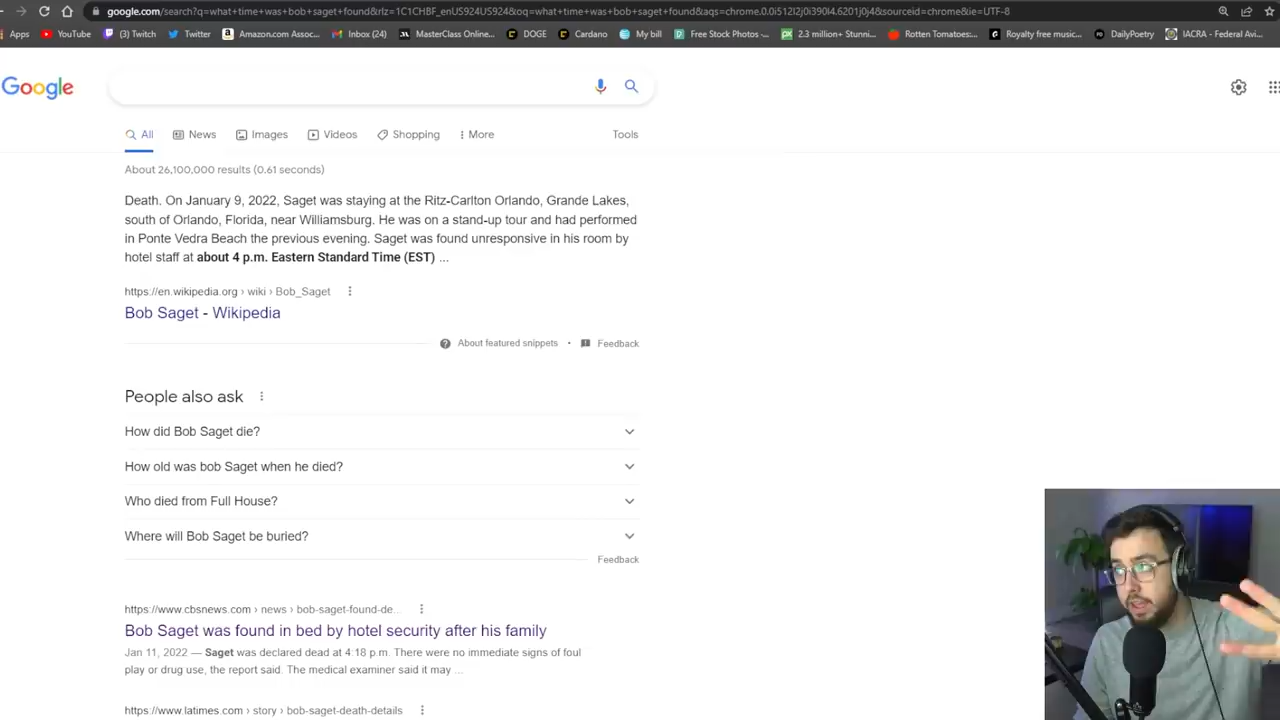 google.com/search?q=what+time+was+bob+saget+found&rlz=1C1CHBF_enUS924US924&oq=what+time+was+bob+saget+found&aqs=chrome.0.0i512l2j0i390l4.6201j0j4&sourceid=chrome&ie=UTF-8
Apps YouTube (3) Twitch Twitter Amazon.com Assoc... Inbox (24) MasterClass Online... DOGE Cardano My bill Free Stock Photos -... 2.3 million+ Stunni... Rotten Tomatoes:... Royalty free music... DailyPoetry IACRA - Federal Avi...
Google
All News Images Videos Shopping More Tools
About 26,100,000 results (0.61 seconds)
Death. On January 9, 2022, Saget was staying at the Ritz-Carlton Orlando, Grande Lakes,
south of Orlando, Florida, near Williamsburg. He was on a stand-up tour and had performed
in Ponte Vedra Beach the previous evening. Saget was found unresponsive in his room by
hotel staff at about 4 p.m. Eastern Standard Time (EST) ...
https://en.wikipedia.org › wiki › Bob_Saget
Bob Saget - Wikipedia
About featured snippets • Feedback
People also ask
How did Bob Saget die?
How old was bob Saget when he died?
Who died from Full House?
Where will Bob Saget be buried?
Feedback
https://www.cbsnews.com › news › bob-saget-found-de...
Bob Saget was found in bed by hotel security after his family
Jan 11, 2022 — Saget was declared dead at 4:18 p.m. There were no immediate signs of foul
play or drug use, the report said. The medical examiner said it may ...
https://www.latimes.com › story › bob-saget-death-details